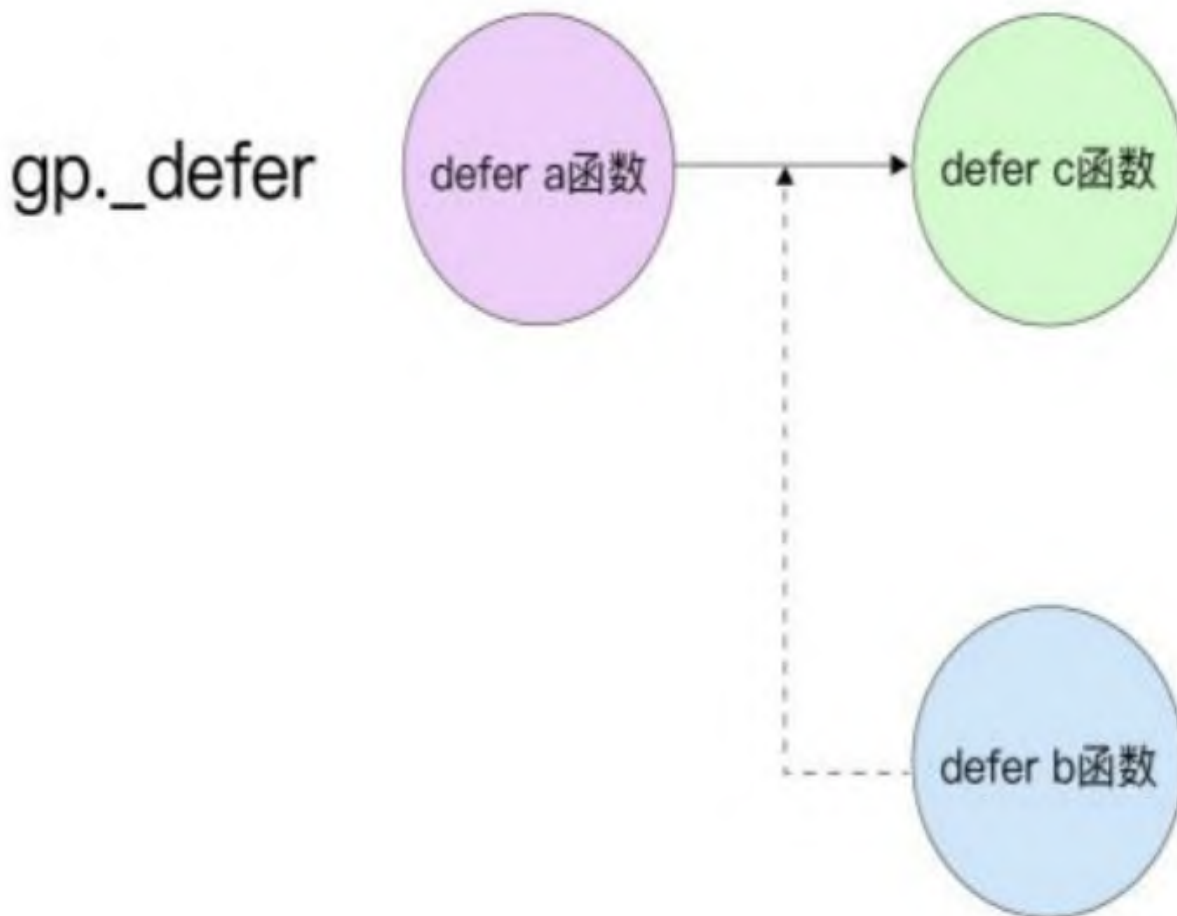 gp._defer
defer a函数
defer c函数
defer b函数